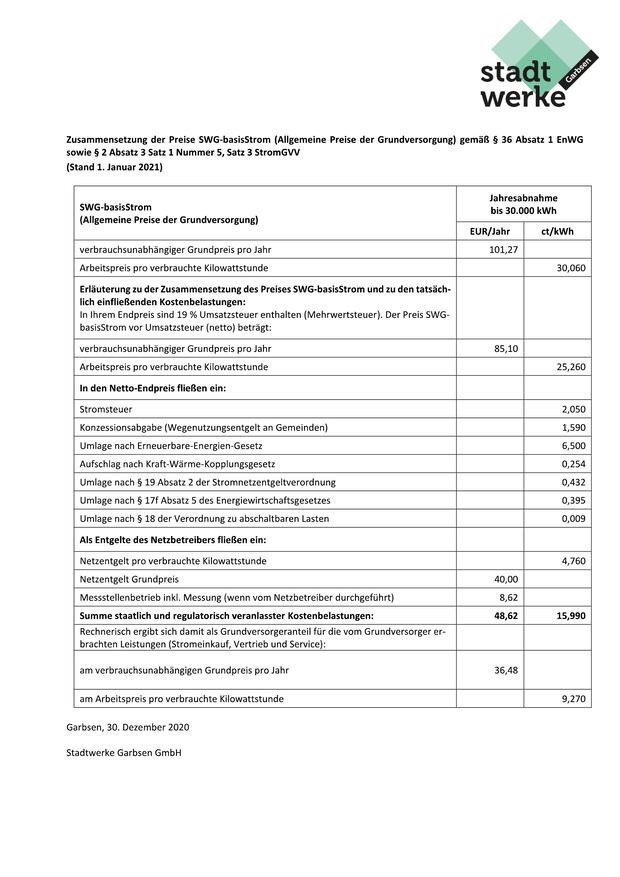 stadt
werke
Garbsen
Zusammensetzung der Preise SWG-basisStrom (Allgemeine Preise der Grundversorgung) gemäß § 36 Absatz 1 EnWG
sowie § 2 Absatz 3 Satz 1 Nummer 5, Satz 3 StromGVV
(Stand 1. Januar 2021)
SWG-basisStrom
(Allgemeine Preise der Grundversorgung)
Jahresabnahme
bis 30.000 kWh
EUR/Jahr ct/kWh
verbrauchsunabhängiger Grundpreis pro Jahr 101,27
Arbeitspreis pro verbrauchte Kilowattstunde 30,060
Erläuterung zu der Zusammensetzung des Preises SWG-basisStrom und zu den tatsäch-
lich einfließenden Kostenbelastungen:
In Ihrem Endpreis sind 19 % Umsatzsteuer enthalten (Mehrwertsteuer). Der Preis SWG-
basisStrom vor Umsatzsteuer (netto) beträgt:
verbrauchsunabhängiger Grundpreis pro Jahr 85,10
Arbeitspreis pro verbrauchte Kilowattstunde 25,260
In den Netto-Endpreis fließen ein:
Stromsteuer 2,050
Konzessionsabgabe (Wegenutzungsentgelt an Gemeinden) 1,590
Umlage nach Erneuerbare-Energien-Gesetz 6,500
Aufschlag nach Kraft-Wärme-Kopplungsgesetz 0,254
Umlage nach § 19 Absatz 2 der Stromnetzentgeltverordnung 0,432
Umlage nach § 17f Absatz 5 des Energiewirtschaftsgesetzes 0,395
Umlage nach § 18 der Verordnung zu abschaltbaren Lasten 0,009
Als Entgelte des Netzbetreibers fließen ein:
Netzentgelt pro verbrauchte Kilowattstunde 4,760
Netzentgelt Grundpreis 40,00
Messstellenbetrieb inkl. Messung (wenn vom Netzbetreiber durchgeführt) 8,62
Summe staatlich und regulatorisch veranlasster Kostenbelastungen: 48,62 15,990
Rechnerisch ergibt sich damit als Grundversorgeranteil für die vom Grundversorger er-
brachten Leistungen (Stromeinkauf, Vertrieb und Service):
am verbrauchsunabhängigen Grundpreis pro Jahr 36,48
am Arbeitspreis pro verbrauchte Kilowattstunde 9,270
Garbsen, 30. Dezember 2020
Stadtwerke Garbsen GmbH